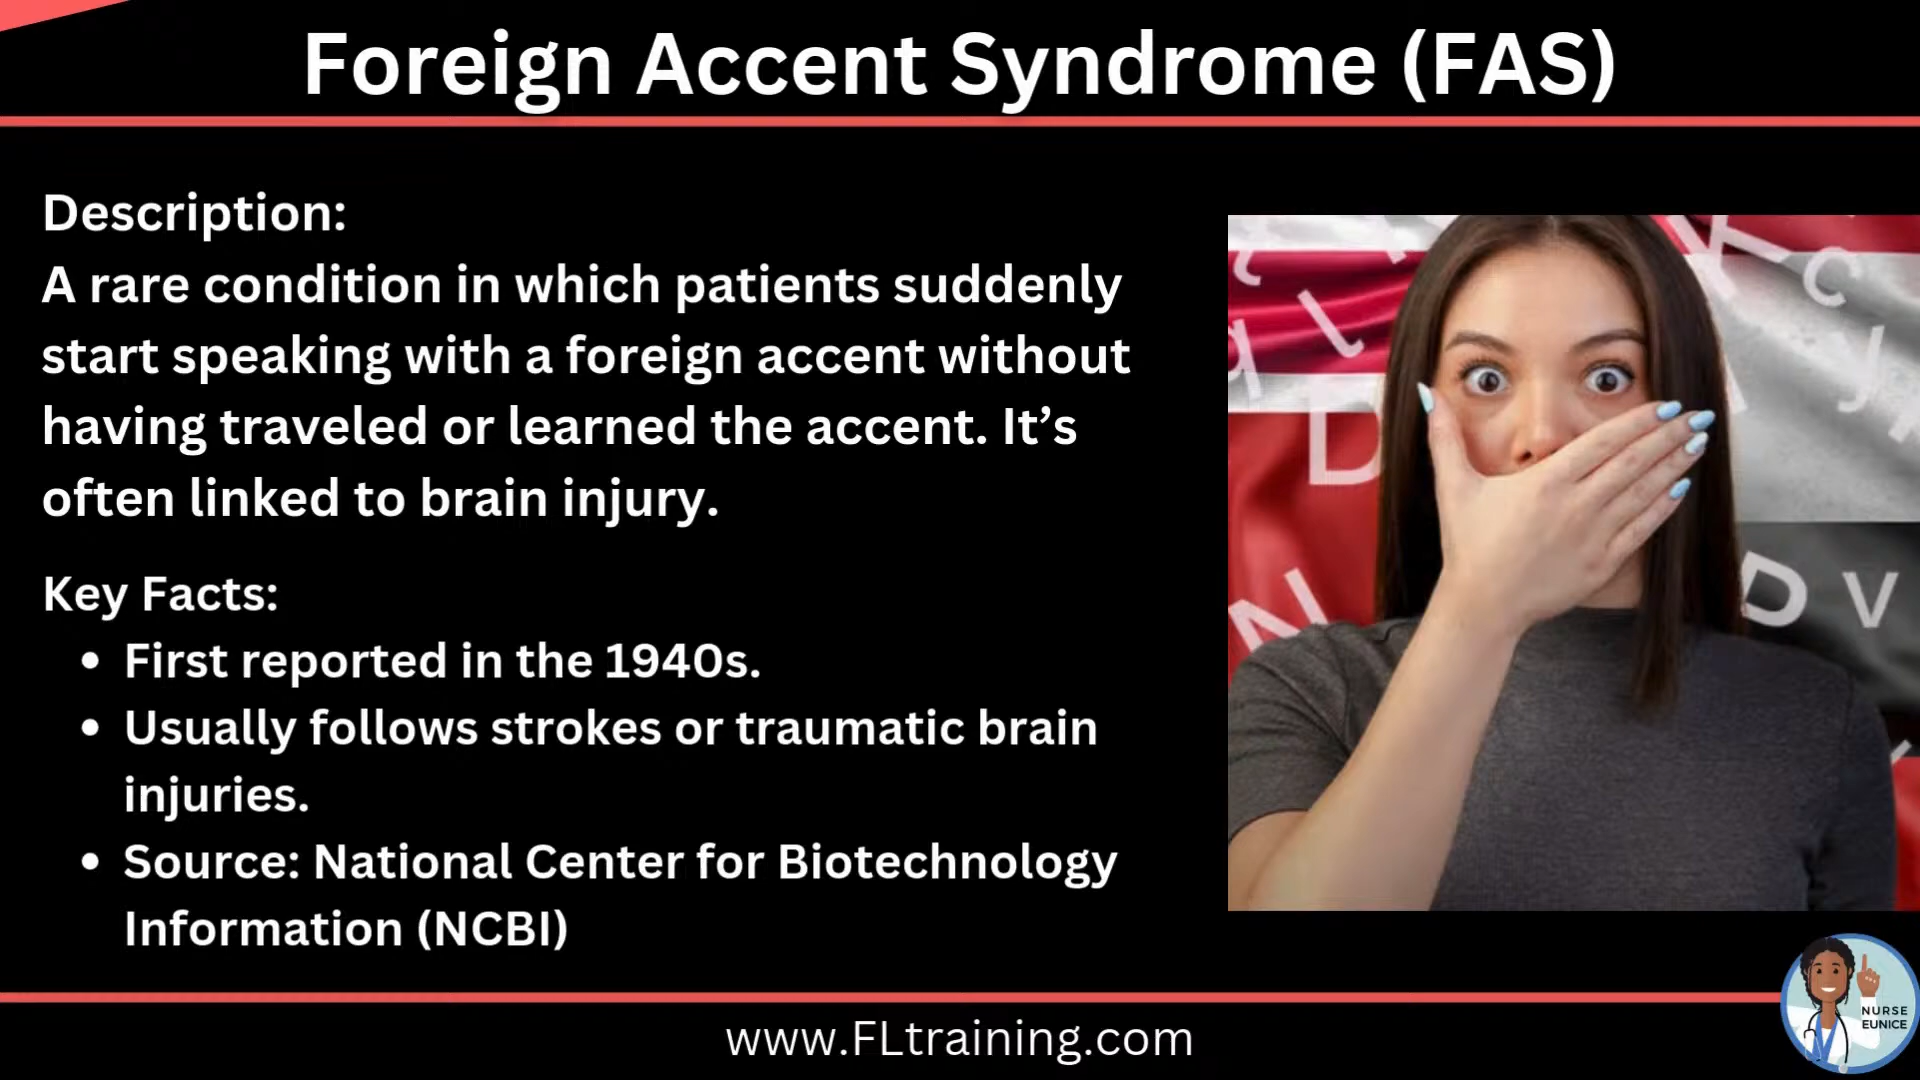 Foreign Accent Syndrome (FAS)
Description:
A rare condition in which patients suddenly
start speaking with a foreign accent without
having traveled or learned the accent. It’s
often linked to brain injury.
Key Facts:
• First reported in the 1940s.
• Usually follows strokes or traumatic brain
injuries.
• Source: National Center for Biotechnology
Information (NCBI)
D
N
D V
K c
y
NURSE
EUNICE
www.FLtraining.com